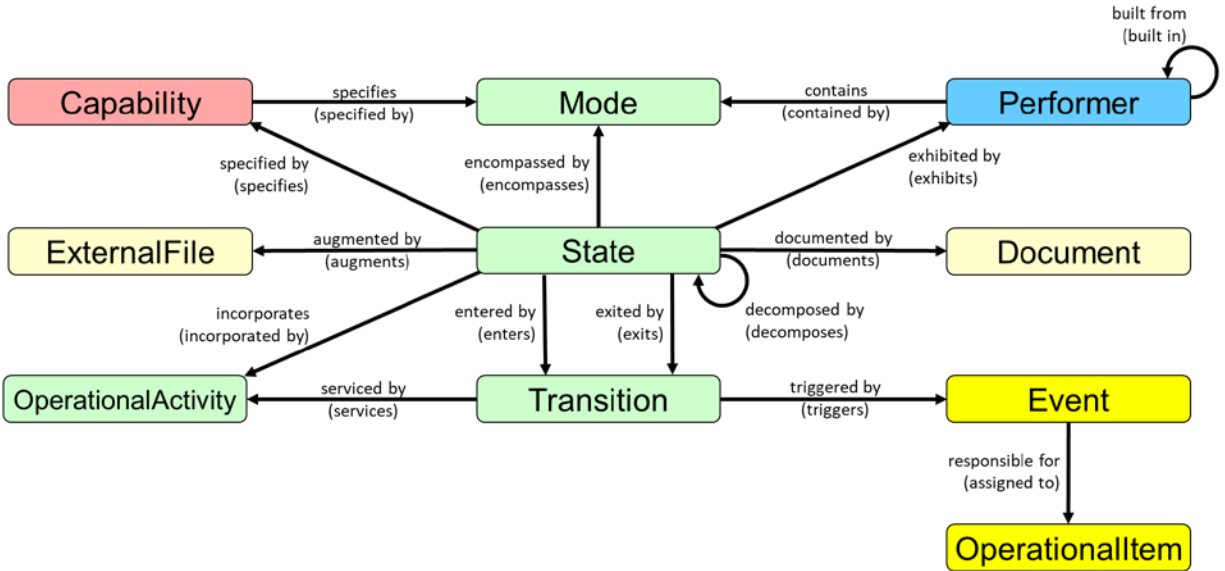 built from
(built in)
Capability
specifies
(specified by)
Mode
contains
(contained by)
Performer
specified by
(specifies)
encompassed by
(encompasses)
exhibited by
(exhibits)
ExternalFile
augmented by
(augments)
State
documented by
(documents)
Document
incorporates
(incorporated by)
entered by
(enters)
exited by
(exits)
decomposed by
(decomposes)
OperationalActivity
serviced by
(services)
Transition
triggered by
(triggers)
Event
responsible for
(assigned to)
OperationalItem